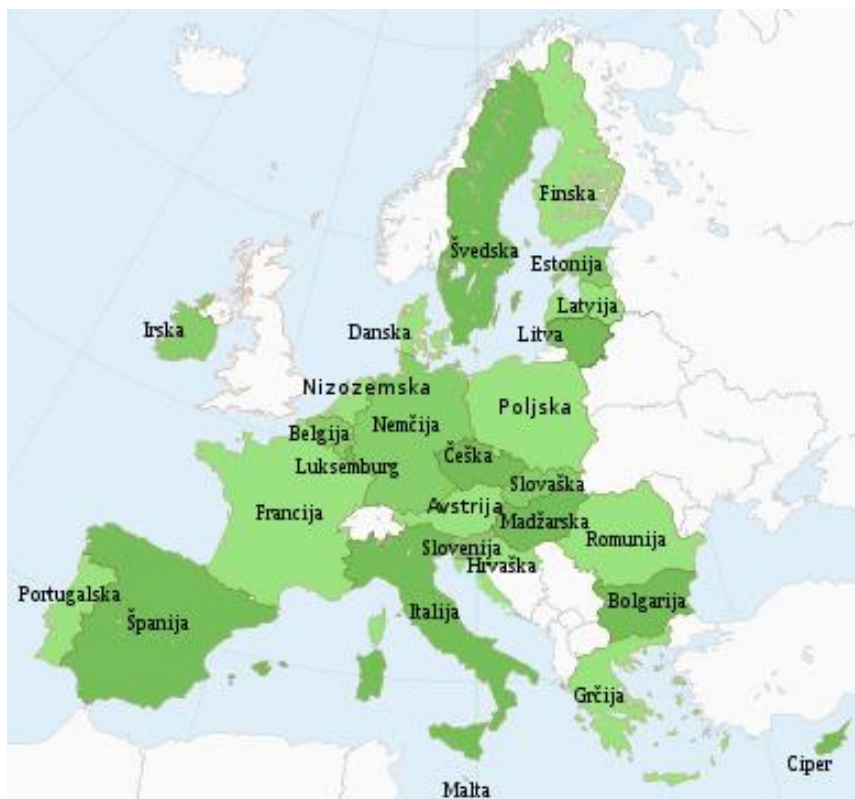 Finska
Švedska
Estonija
Latvija
Litva
Irska
Danska
Nizozemska
Poljska
Belgija
Nemčija
Češka
Luksemburg
Slovaška
Francija
Avstrija
Madžarska
Romunija
Slovenija
Hrvaška
Portugalska
Španija
Italija
Bolgarija
Grčija
Ciper
Malta